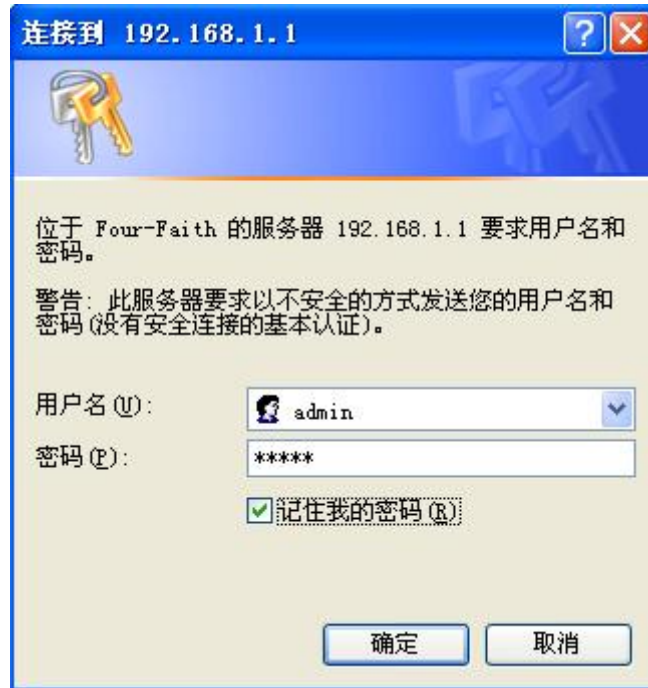 连接到 192.168.1.1
位于 Four-Faith 的服务器 192.168.1.1 要求用户名和
密码。
警告: 此服务器要求以不安全的方式发送您的用户名和
密码(没有安全连接的基本认证)。
用户名(U):
admin
密码(P):
*****
记住我的密码(R)
确定
取消